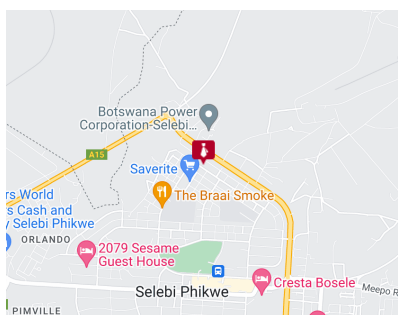 Botswana Power
Corporation-Selebi...
A15
Saverite
The Braai Smoke
rs World
s Cash and
y Selebi Phikwe
ORLANDO
2079 Sesame
Guest House
Cresta Bosele
Selebi Phikwe
Meepo R
PIMVILLE